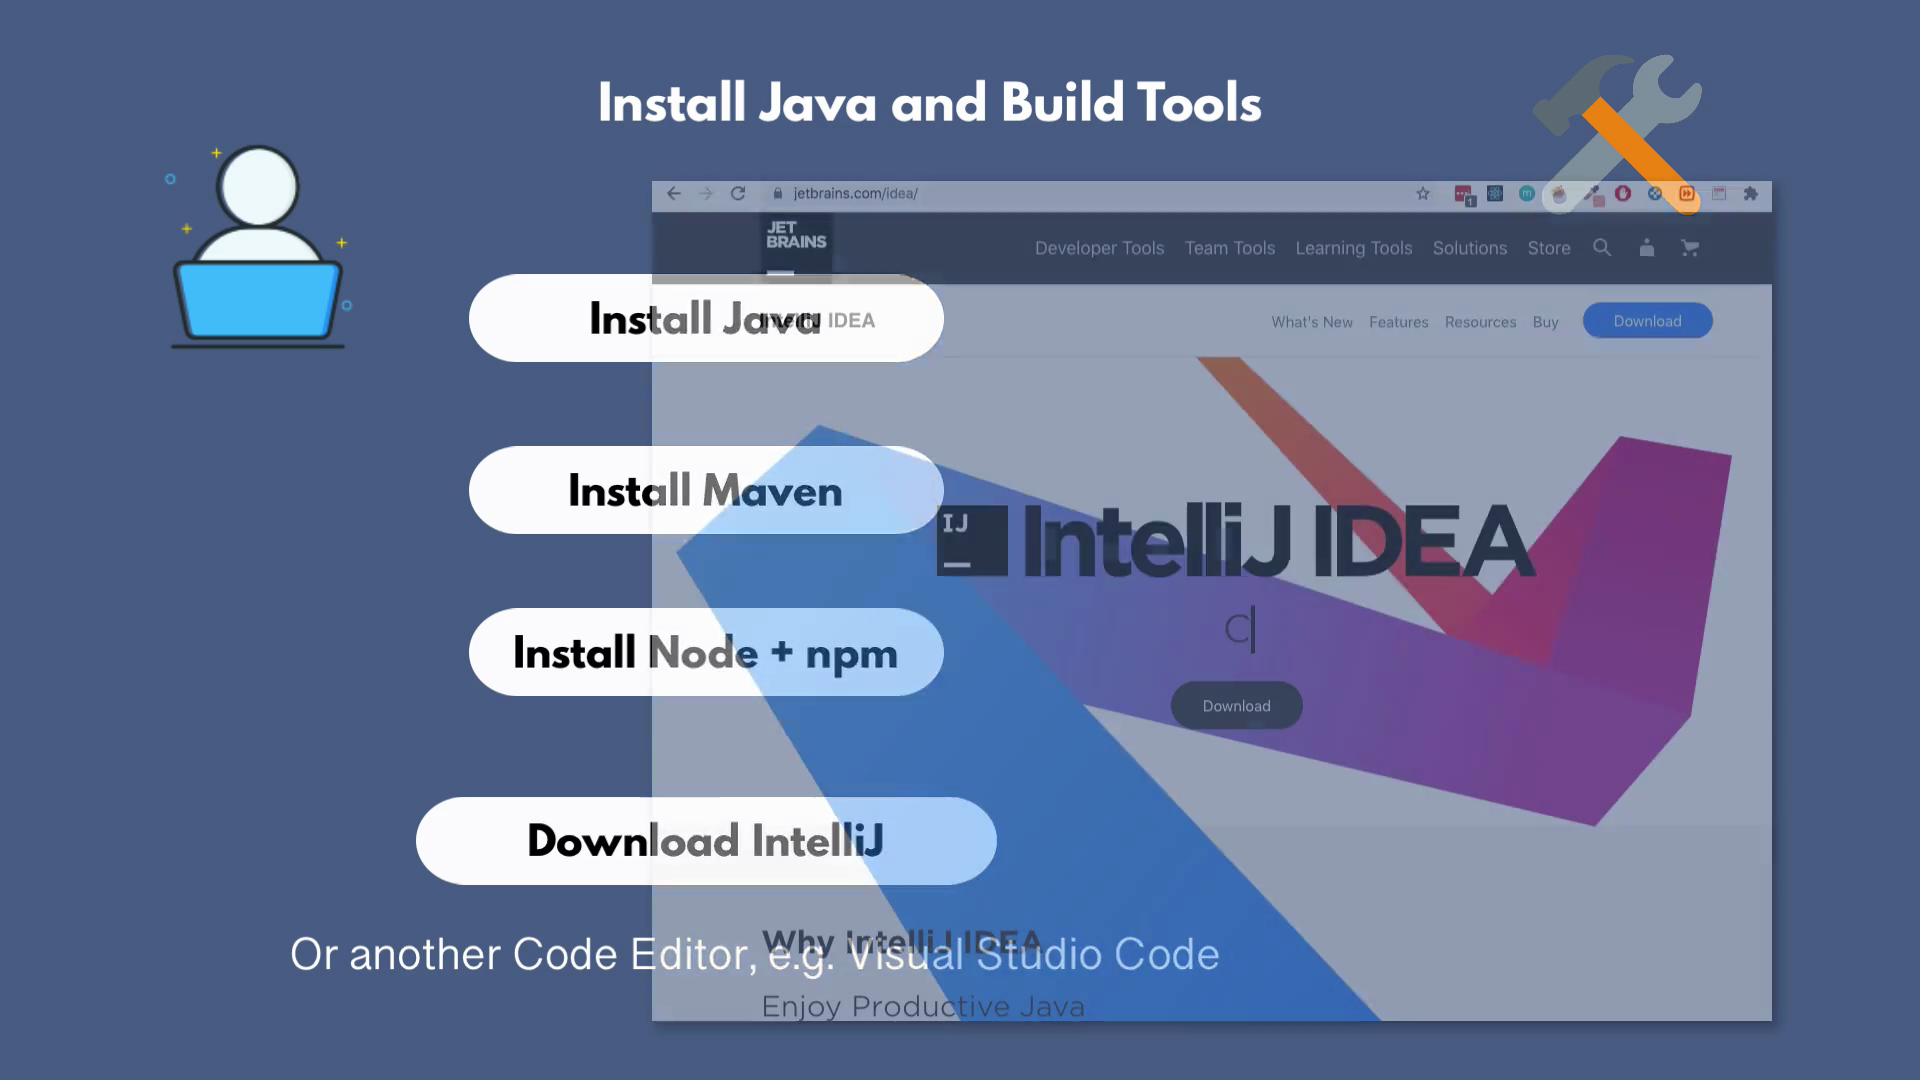 Install Java and Build Tools
jetbrains.com/idea/
1
m
JET
BRAINS
Developer Tools Team Tools Learning Tools Solutions Store
Install Java
IntelliJ IDEA
What's New Features Resources Buy Download
Install Maven
IJ
IntelliJ IDEA
C
Install Node + npm
Download
Download IntelliJ
Why IntelliJ IDEA
Or another Code Editor, e.g. Visual Studio Code
Enjoy Productive Java